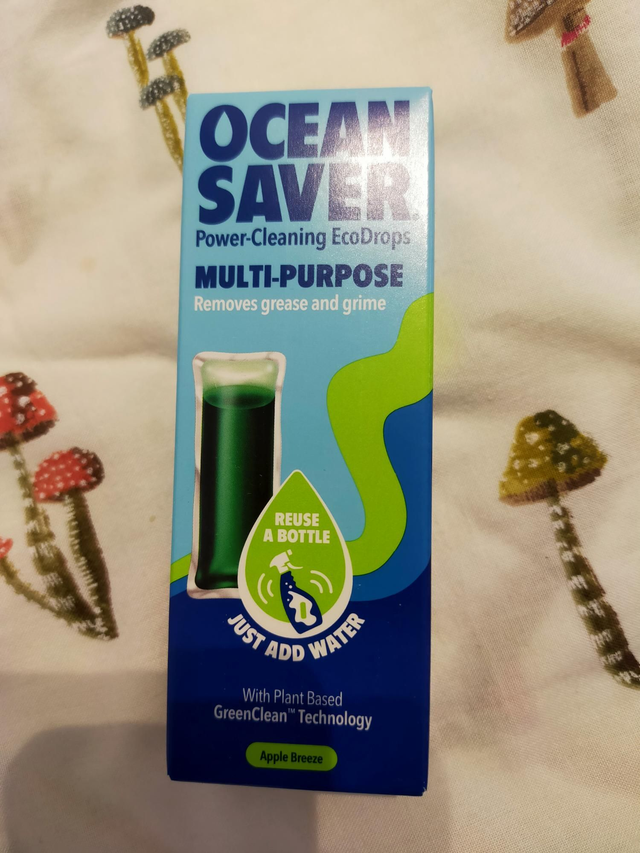 OCEAN
SAVER
Power-Cleaning EcoDrops
MULTI-PURPOSE
Removes grease and grime
REUSE
A BOTTLE
JUST ADD WATER
With Plant Based
GreenClean™ Technology
Apple Breeze